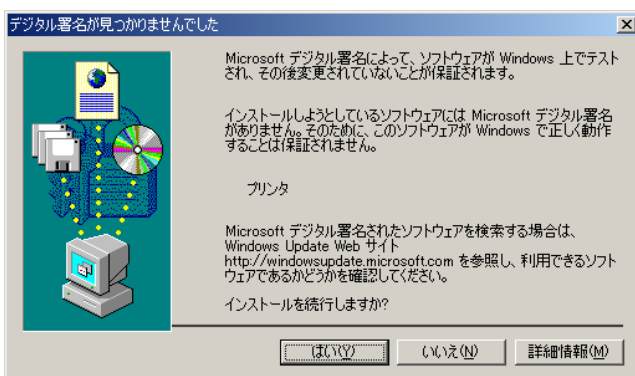 デジタル署名が見つかりませんでした
Microsoft デジタル署名によって、ソフトウェアが Windows 上でテスト
され、その後変更されていないことが保証されます。
インストールしようとしているソフトウェアには Microsoft デジタル署名
がありません。そのために、このソフトウェアが Windows で正しく動作
することは保証されません。
プリンタ
Microsoft デジタル署名されたソフトウェアを検索する場合は、
Windows Update Web サイト
http://windowsupdate.microsoft.com を参照し、利用できるソフト
ウェアであるかどうかを確認してください。
インストールを続行しますか?
はい(Y)
いいえ(N)
詳細情報(M)